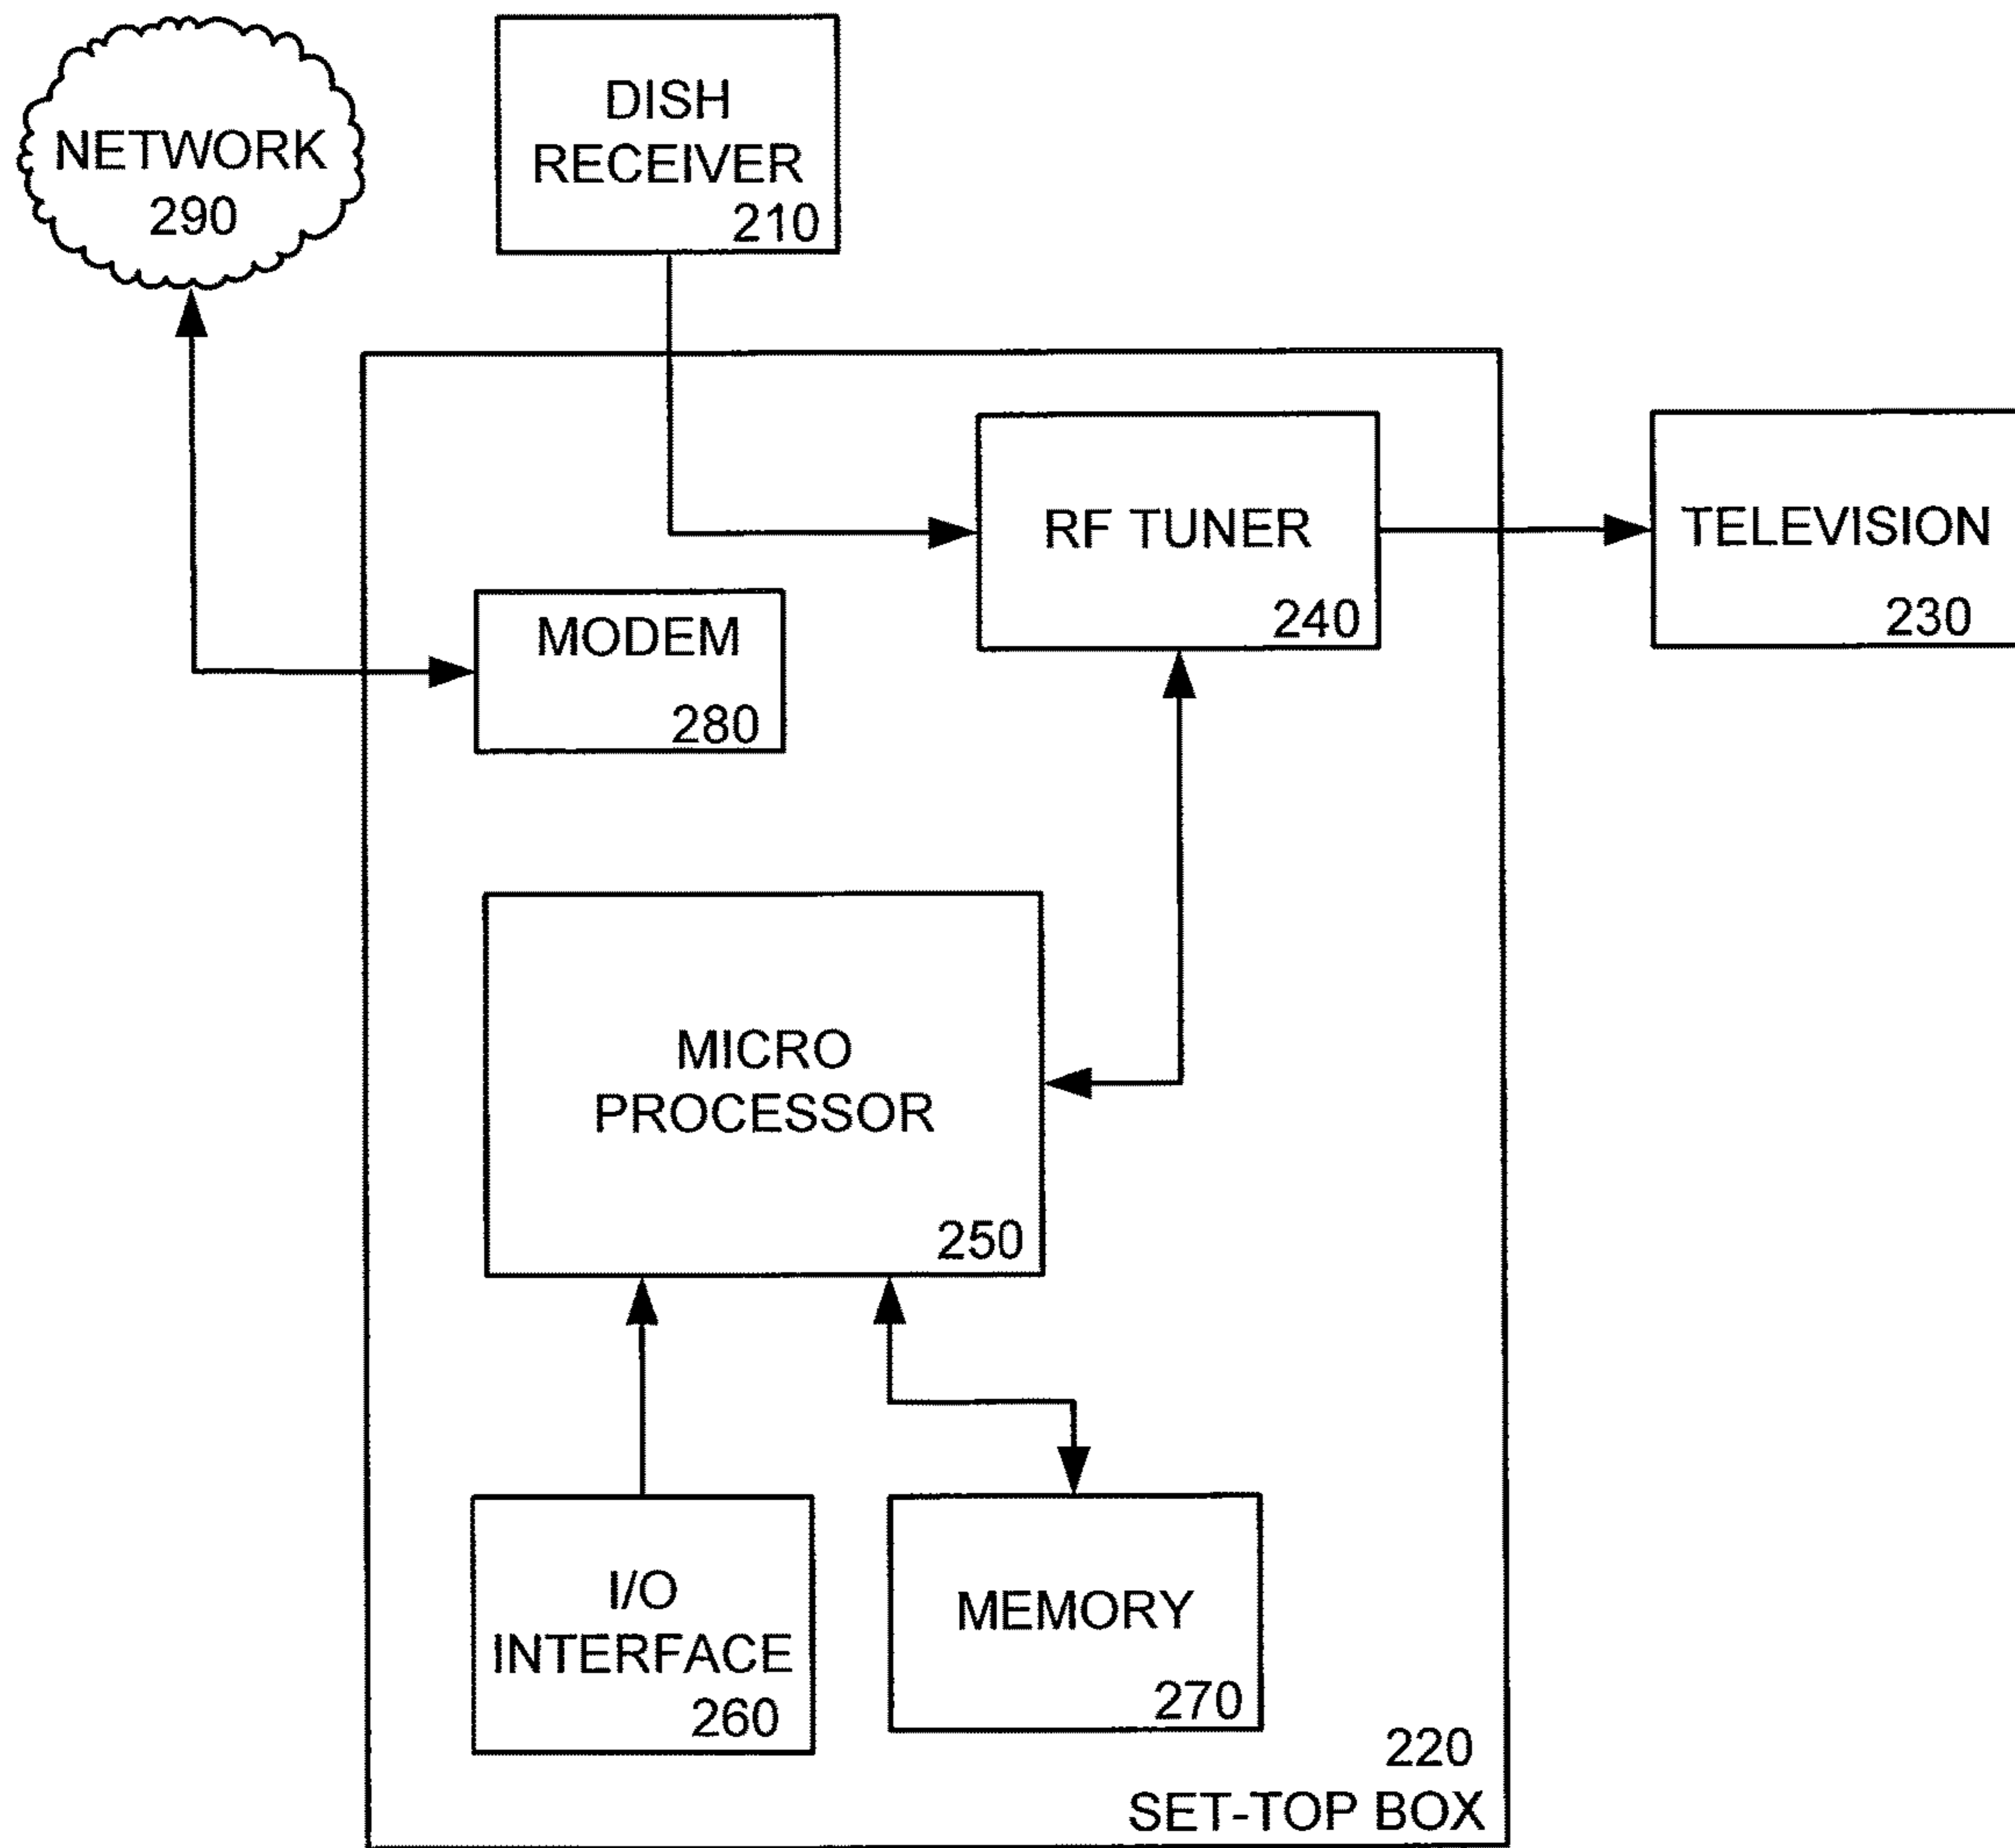 NETWORK
290
DISH
RECEIVER
210
RF TUNER
240
TELEVISION
230
MODEM
280
MICRO
PROCESSOR
250
I/O
INTERFACE
260
MEMORY
270
220
SET-TOP BOX